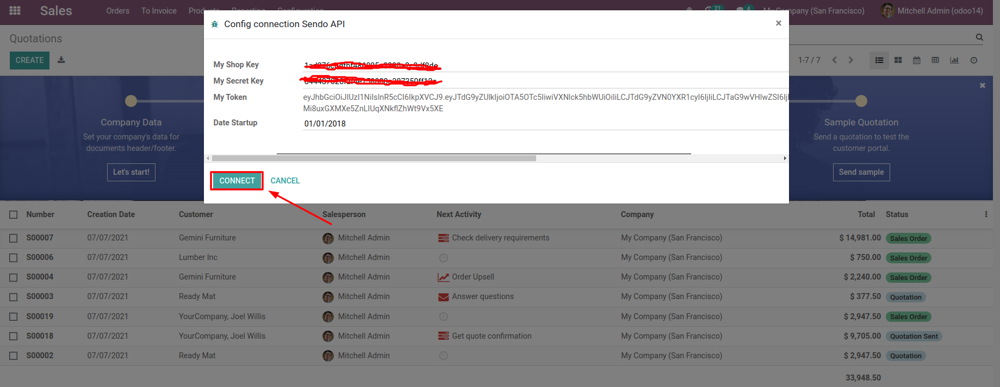 Sales Orders To Invoice Products Reporting Configuration 21 4 My Company (San Francisco) Mitchell Admin (odoo14)
Config connection Sendo API ×
Quotations
CREATE 1-7 / 7
My Shop Key
My Secret Key
My Token
Date Startup 01/01/2018
Company Data
Set your company's data for
documents header/footer.
Let's start!
Sample Quotation
Send a quotation to test the
customer portal.
Send sample
CONNECT CANCEL
Number Creation Date Customer Salesperson Next Activity Company Total Status
S00007 07/07/2021 Gemini Furniture Mitchell Admin Check delivery requirements My Company (San Francisco) $ 14,981.00 Sales Order
S00006 07/07/2021 Lumber Inc Mitchell Admin My Company (San Francisco) $ 750.00 Sales Order
S00004 07/07/2021 Gemini Furniture Mitchell Admin Order Upsell My Company (San Francisco) $ 2,240.00 Sales Order
S00003 07/07/2021 Ready Mat Mitchell Admin Answer questions My Company (San Francisco) $ 377.50 Quotation
S00019 07/07/2021 YourCompany, Joel Willis Mitchell Admin My Company (San Francisco) $ 2,947.50 Sales Order
S00018 07/07/2021 YourCompany, Joel Willis Mitchell Admin Get quote confirmation My Company (San Francisco) $ 9,705.00 Quotation Sent
S00002 07/07/2021 Ready Mat Mitchell Admin My Company (San Francisco) $ 2,947.50 Quotation
33,948.50